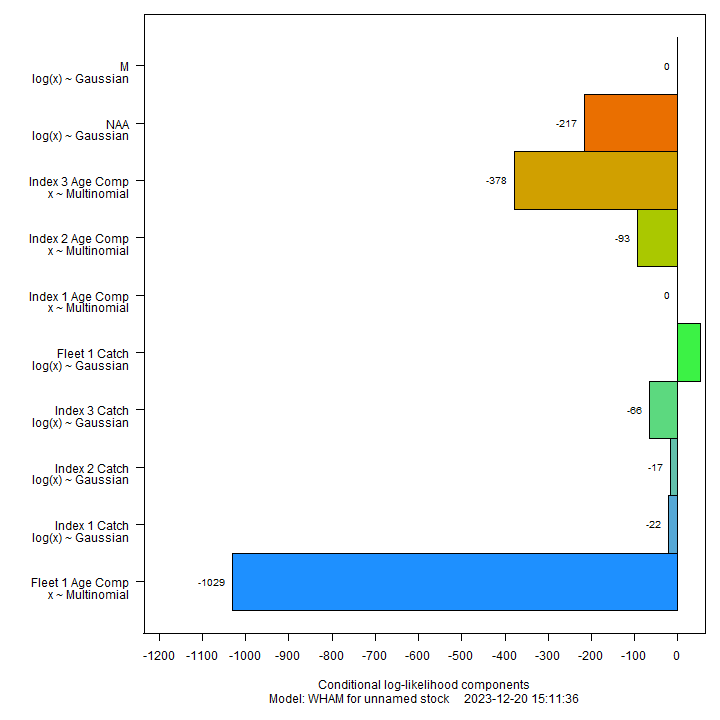 M
log(x) ~ Gaussian
0
NAA
log(x) ~ Gaussian
-217
Index 3 Age Comp
x ~ Multinomial
-378
Index 2 Age Comp
x ~ Multinomial
-93
Index 1 Age Comp
x ~ Multinomial
0
Fleet 1 Catch
log(x) ~ Gaussian
Index 3 Catch
log(x) ~ Gaussian
-66
Index 2 Catch
log(x) ~ Gaussian
-17
Index 1 Catch
log(x) ~ Gaussian
-22
Fleet 1 Age Comp
x ~ Multinomial
-1029
-1200 -1100 -1000 -900 -800 -700 -600 -500 -400 -300 -200 -100 0
Conditional log-likelihood components
Model: WHAM for unnamed stock 2023-12-20 15:11:36